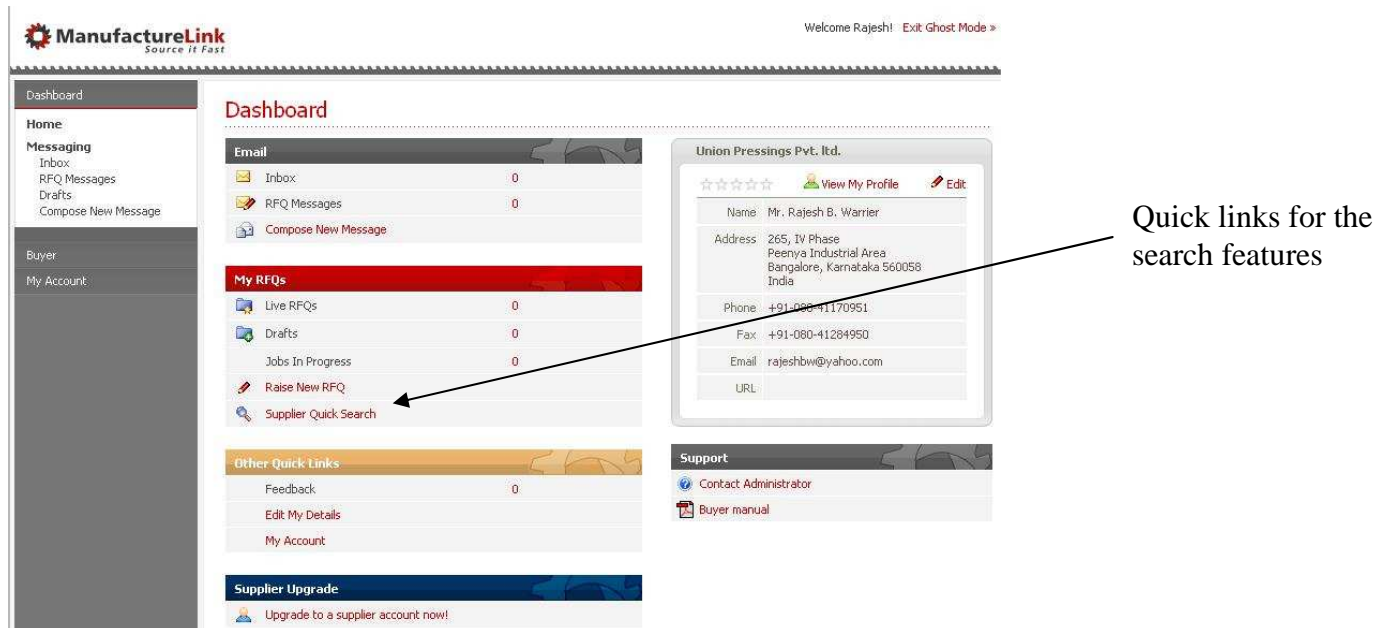 ManufactureLink
Source it Fast
Welcome Rajesh! Exit Ghost Mode »
Dashboard
Home
Messaging
Inbox
RFQ Messages
Drafts
Compose New Message
Buyer
My Account
Dashboard
Email
Inbox 0
RFQ Messages 0
Compose New Message
My RFQs
Live RFQs 0
Drafts 0
Jobs In Progress 0
Raise New RFQ
Supplier Quick Search
Other Quick Links
Feedback 0
Edit My Details
My Account
Supplier Upgrade
Upgrade to a supplier account now!
Union Pressings Pvt. ltd.
View My Profile Edit
Name Mr. Rajesh B. Warrier
Address 265, IV Phase
Peenya Industrial Area
Bangalore, Karnataka 560058
India
Phone +91-080-41170951
Fax +91-080-41284950
Email rajeshbw@yahoo.com
URL
Support
Contact Administrator
Buyer manual
Quick links for the
search features